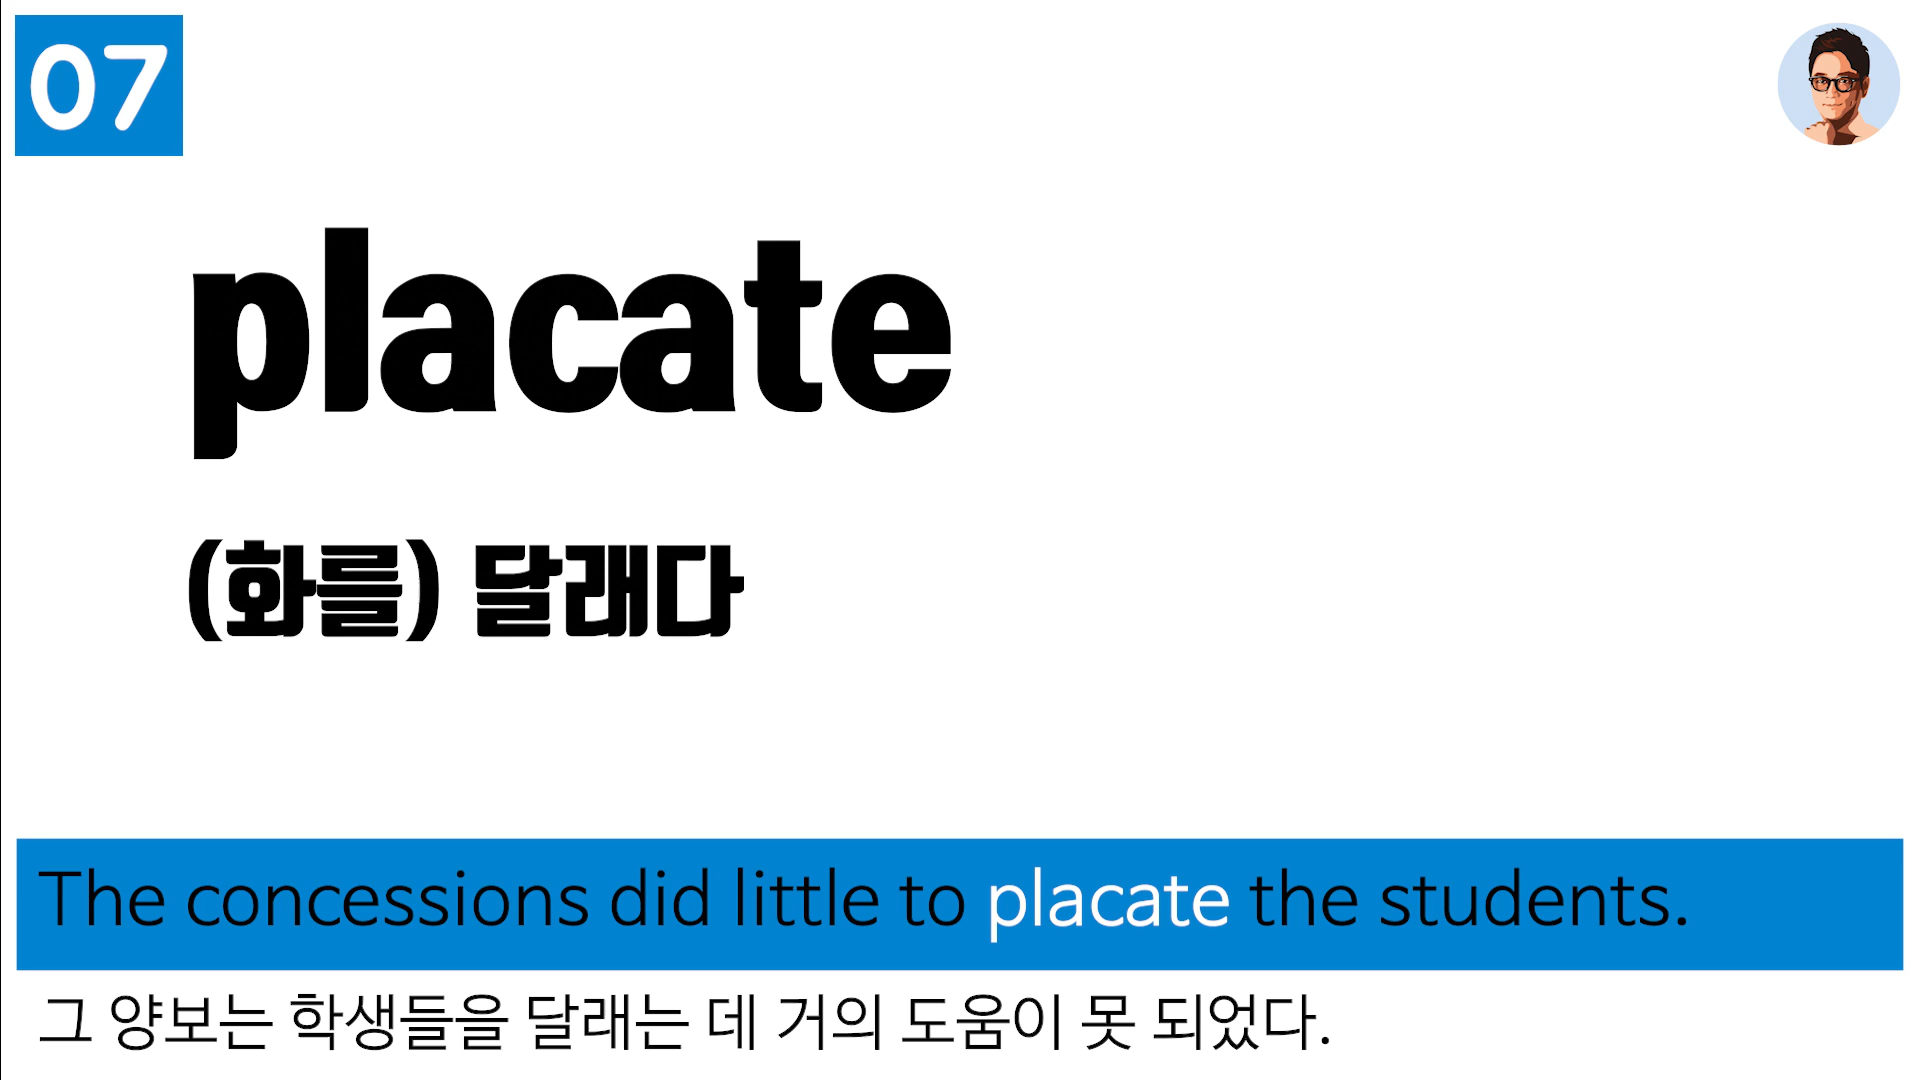 07
placate
(화를) 달래다
The concessions did little to placate the students.
그 양보는 학생들을 달래는 데 거의 도움이 못 되었다.